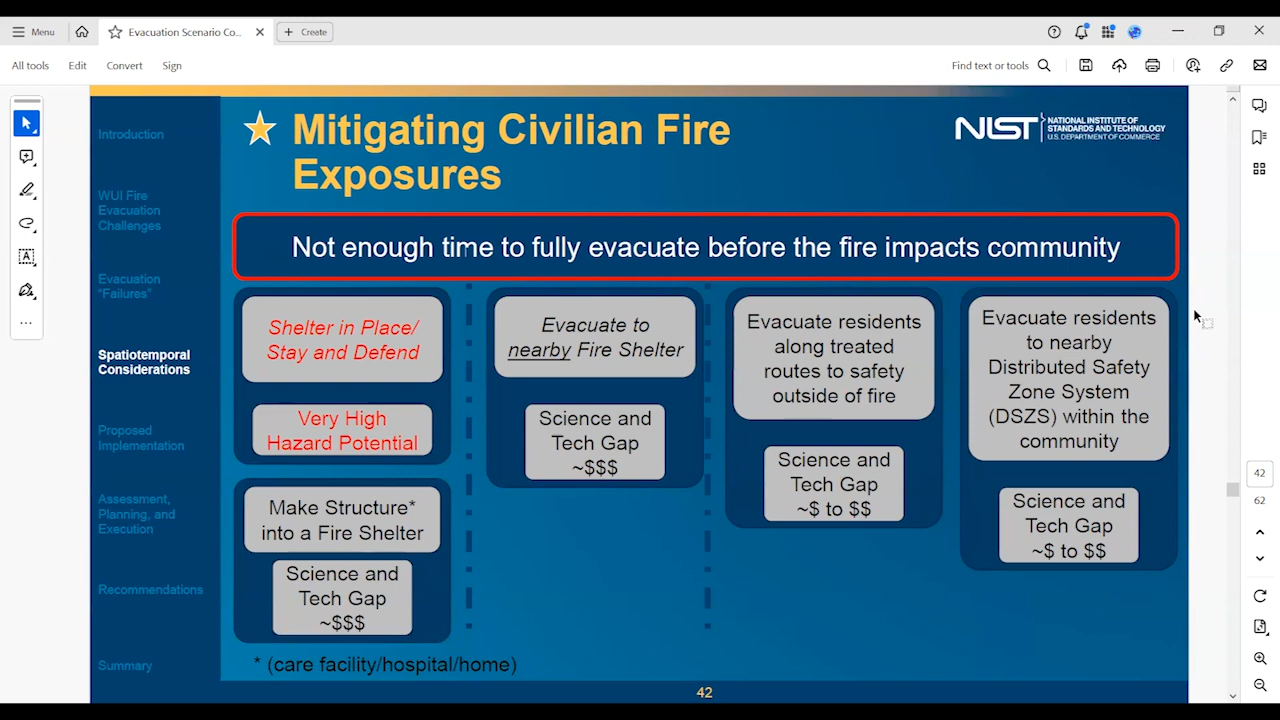 Menu
Evacuation Scenario Co...
Create
All tools
Edit
Convert
Sign
Find text or tools
Introduction
WUI Fire
Evacuation
Challenges
Evacuation
"Failures"
Spatiotemporal
Considerations
Proposed
Implementation
Assessment,
Planning, and
Execution
Recommendations
Summary
Mitigating Civilian Fire
Exposures
NIST
NATIONAL INSTITUTE OF
STANDARDS AND TECHNOLOGY
U.S. DEPARTMENT OF COMMERCE
Not enough time to fully evacuate before the fire impacts community
Shelter in Place/
Stay and Defend
Very High
Hazard Potential
Make Structure*
into a Fire Shelter
Science and
Tech Gap
~$$$
* (care facility/hospital/home)
Evacuate to
nearby Fire Shelter
Science and
Tech Gap
~$$$
Evacuate residents
along treated
routes to safety
outside of fire
Science and
Tech Gap
~$ to $$
Evacuate residents
to nearby
Distributed Safety
Zone System
(DSZS) within the
community
Science and
Tech Gap
~$ to $$
42
42
62